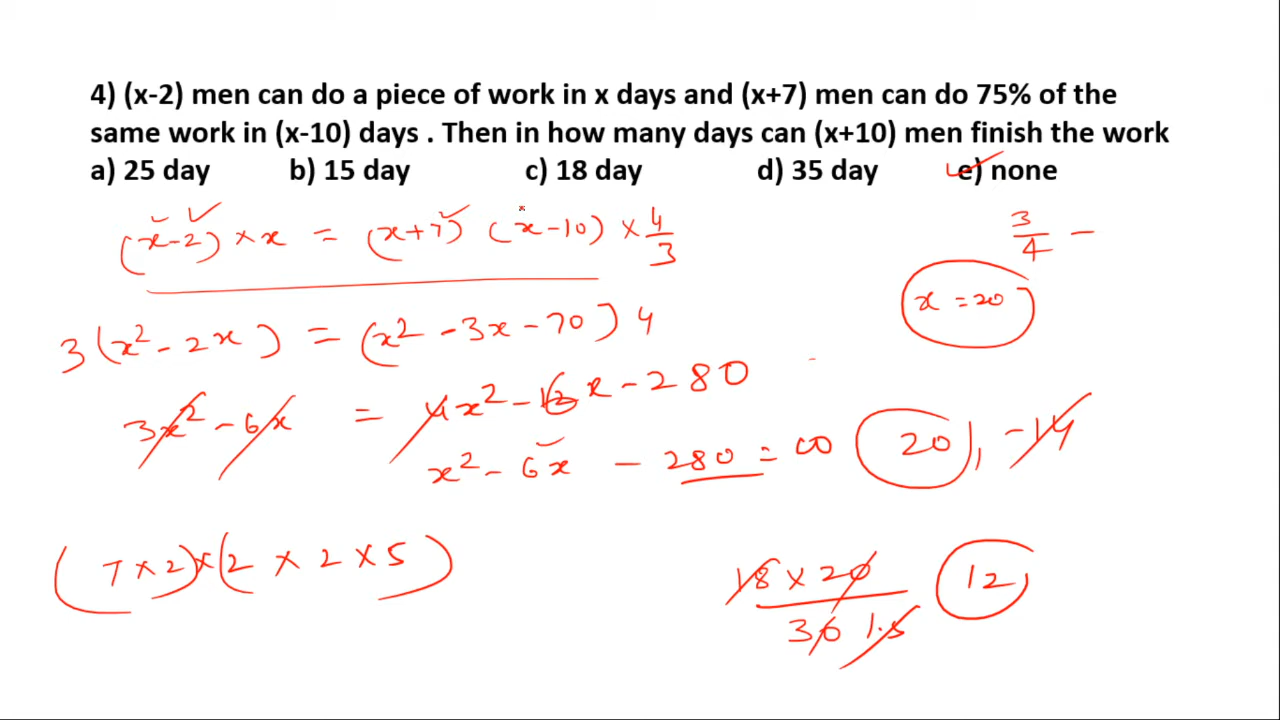 4) (x-2) men can do a piece of work in x days and (x+7) men can do 75% of the
same work in (x-10) days . Then in how many days can (x+10) men finish the work
a) 25 day b) 15 day c) 18 day d) 35 day e) none
(x-2) × x = (x+7) (x-10) × 4/3
3/4 -
x = 20
3(x² - 2x) = (x² - 3x - 70) 4
3x² - 6x = 4x² - 12x - 280
x² - 6x - 280 = 00 20, -14
(7×2)×(2 × 2 × 5)
18 × 20 / 30 1.5 12